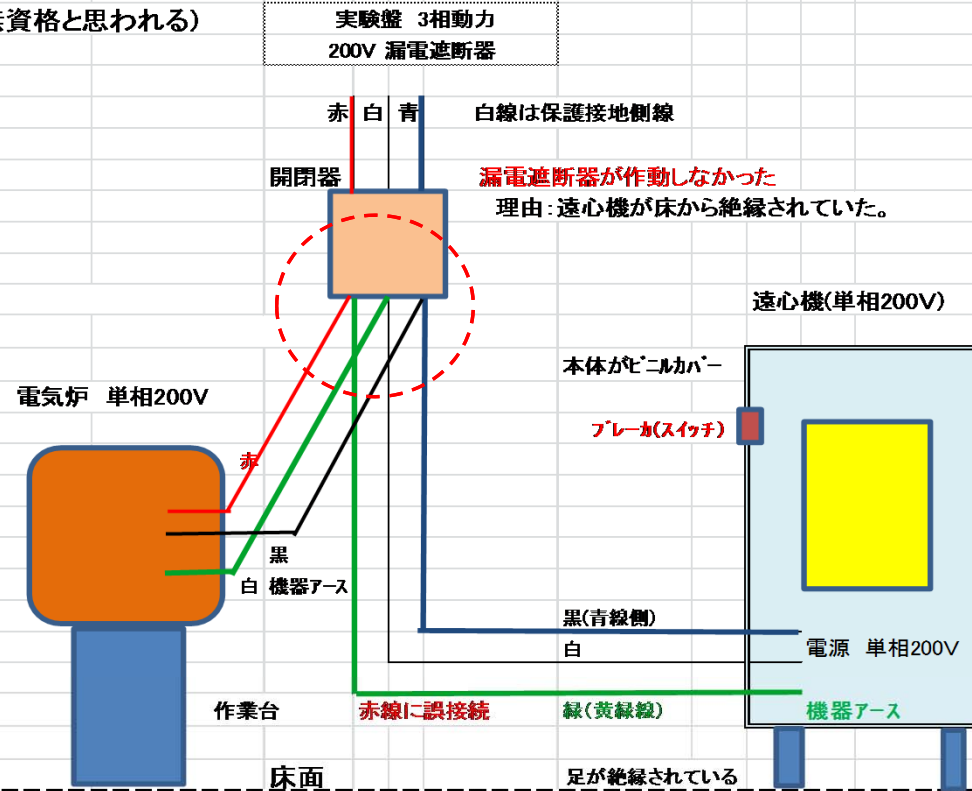 資格と思われる)
実験盤 3相動力
200V 漏電遮断器
赤 白 青 白線は保護接地側線
開閉器 漏電遮断器が作動しなかった
理由:遠心機が床から絶縁されていた。
遠心機(単相200V)
本体がビニルカバー
電気炉 単相200V
ブレーカ(スイッチ)
赤
黒
白 機器アース
黒(青線側)
電源 単相200V
白
作業台 赤線に誤接続 緑(黄緑線) 機器アース
床面 足が絶縁されている